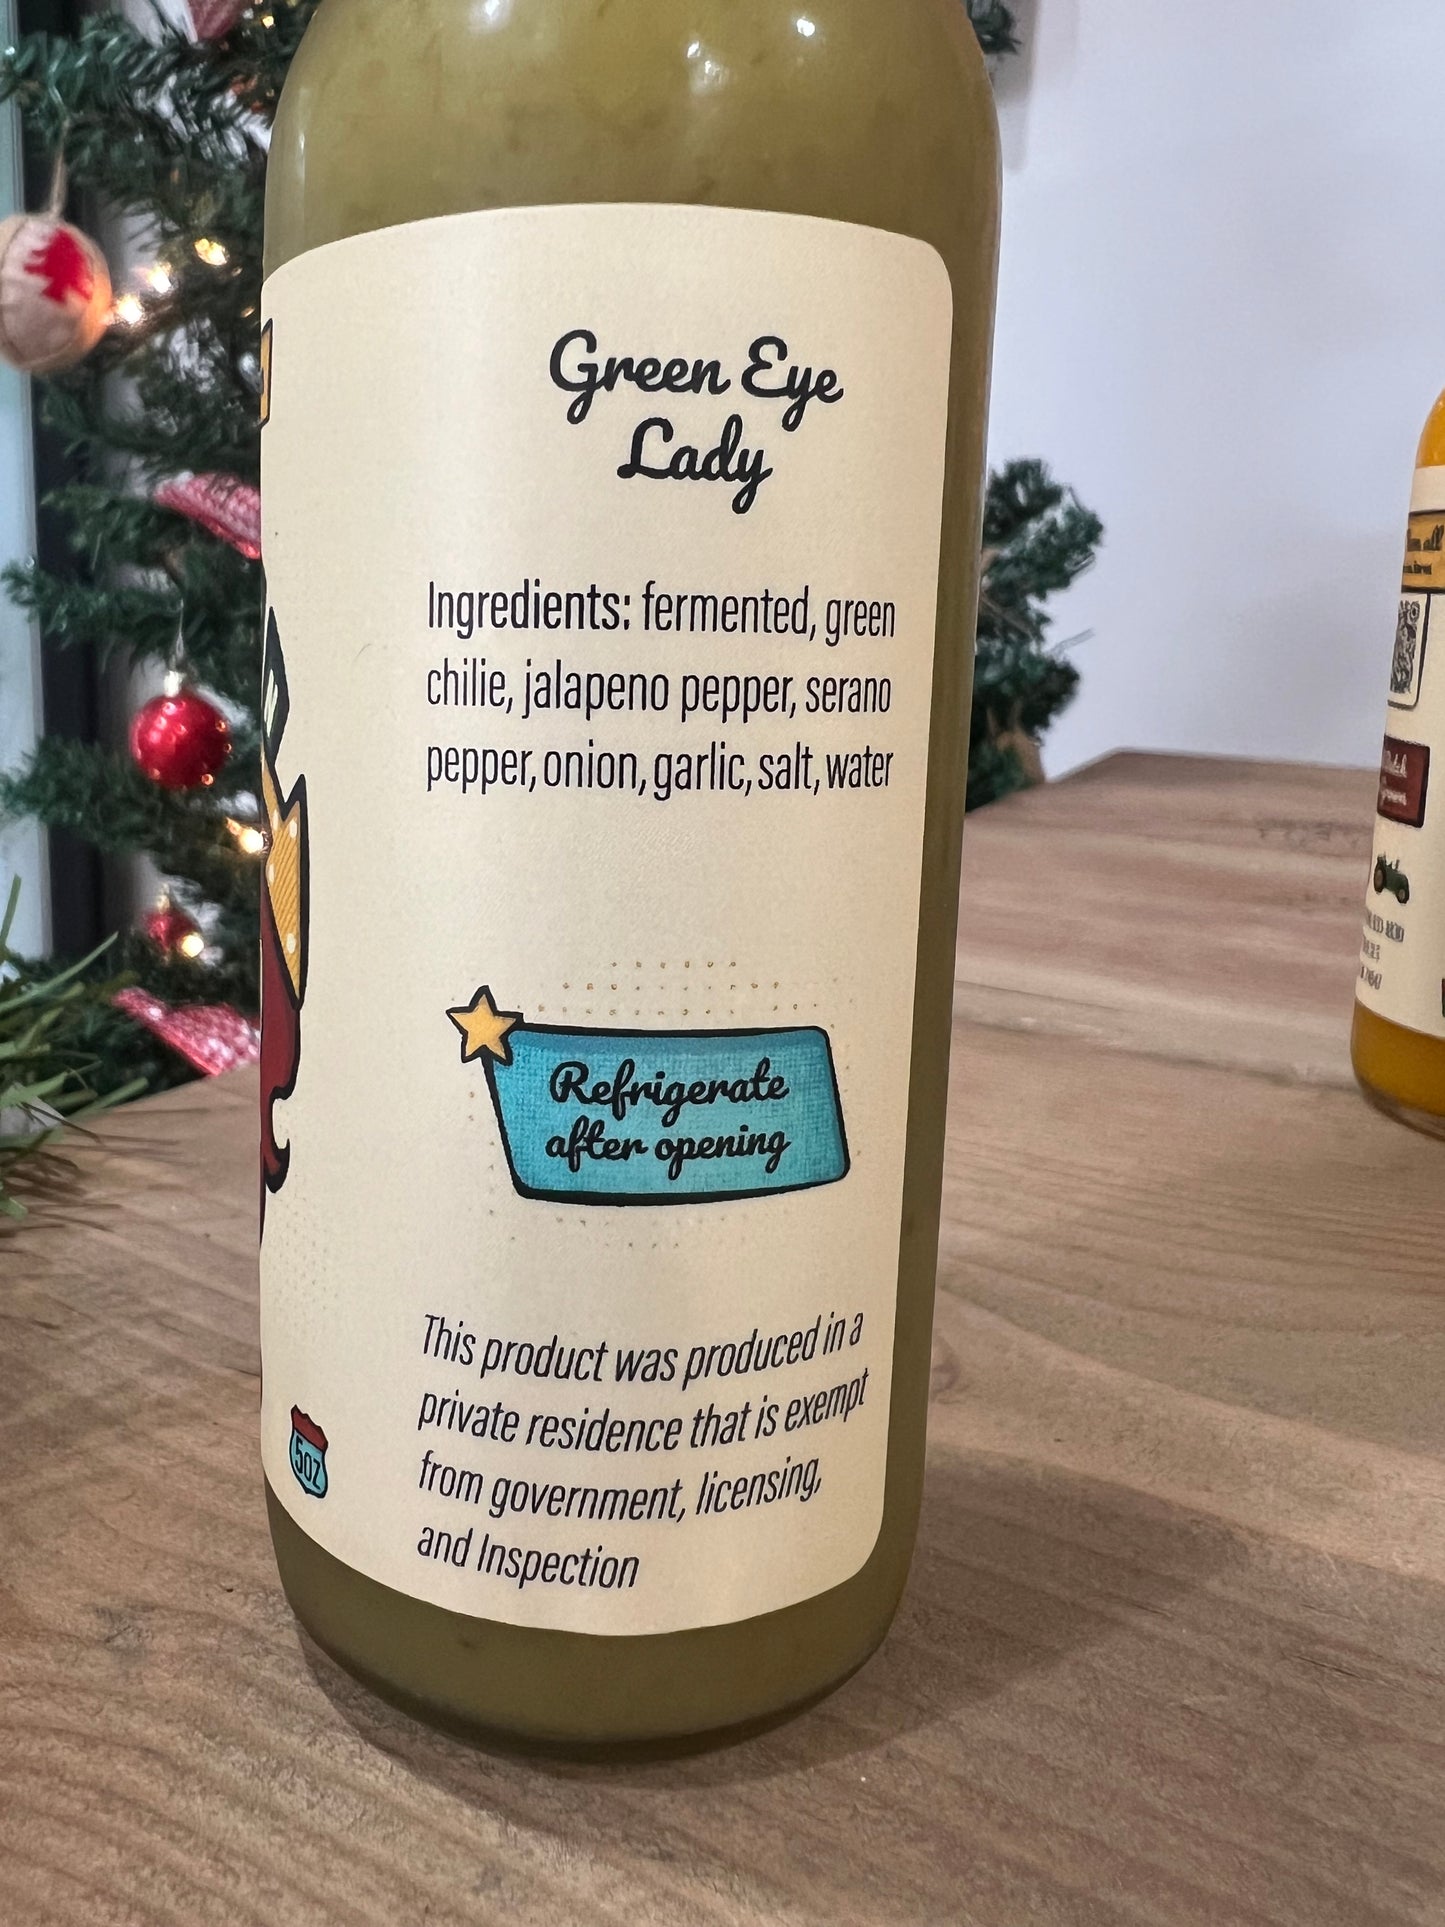 Green Eye
Lady
Ingredients: fermented, green
chilie, jalapeno pepper, serano
pepper, onion, garlic, salt, water
Refrigerate
after opening
This product was produced in a
private residence that is exempt
from government, licensing,
and Inspection
5OZ